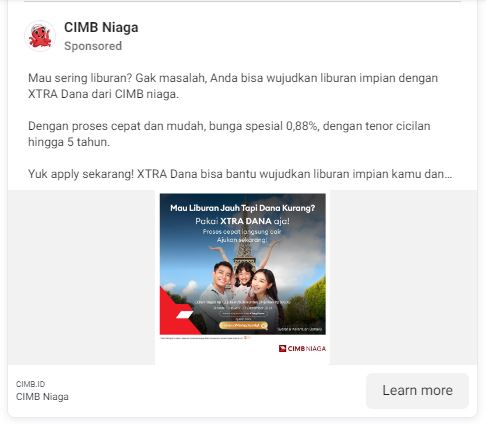 CIMB Niaga
Sponsored
Mau sering liburan? Gak masalah, Anda bisa wujudkan liburan impian dengan
XTRA Dana dari CIMB niaga.
Dengan proses cepat dan mudah, bunga spesial 0,88%, dengan tenor cicilan
hingga 5 tahun.
Yuk apply sekarang! XTRA Dana bisa bantu wujudkan liburan impian kamu dan...
Mau Liburan Jauh Tapi Dana Kurang?
Pakai XTRA DANA aja!
Proses cepat langsung cair
Ajukan sekarang!
CIMB NIAGA
CIMB.ID
CIMB Niaga
Learn more